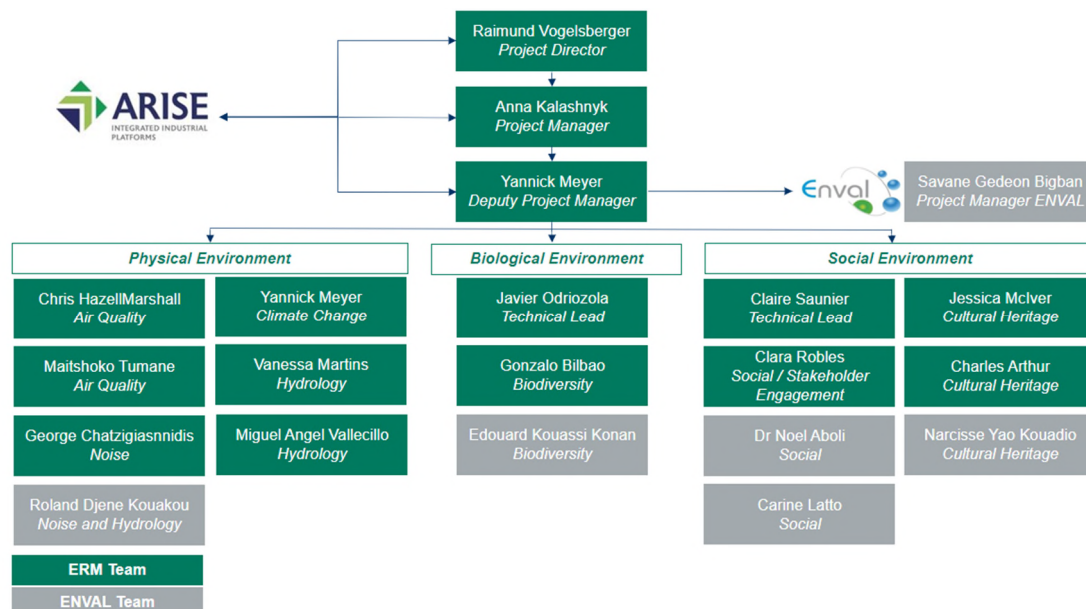 Raimund Vogelsberger
Project Director
ARISE
INTEGRATED INDUSTRIAL
PLATFORMS
Anna Kalashnyk
Project Manager
Yannick Meyer
Deputy Project Manager
Enval
Savane Gedeon Bigban
Project Manager ENVAL
Physical Environment
Chris HazellMarshall
Air Quality
Yannick Meyer
Climate Change
Maitshoko Tumane
Air Quality
Vanessa Martins
Hydrology
George Chatzigiasnnidis
Noise
Miguel Angel Vallecillo
Hydrology
Roland Djene Kouakou
Noise and Hydrology
Biological Environment
Javier Odriozola
Technical Lead
Gonzalo Bilbao
Biodiversity
Edouard Kouassi Konan
Biodiversity
Social Environment
Claire Saunier
Technical Lead
Jessica McIver
Cultural Heritage
Clara Robles
Social / Stakeholder
Engagement
Charles Arthur
Cultural Heritage
Dr Noel Aboli
Social
Narcisse Yao Kouadio
Cultural Heritage
Carine Latto
Social
ERM Team
ENVAL Team